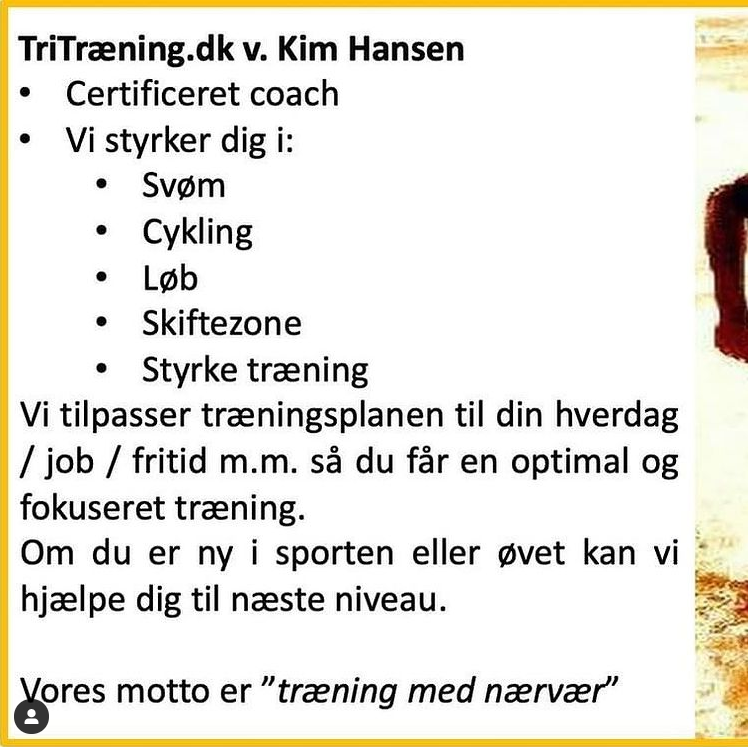 TriTræning.dk v. Kim Hansen
• Certificeret coach
• Vi styrker dig i:
• Svøm
• Cykling
• Løb
• Skiftezone
• Styrke træning
Vi tilpasser træningsplanen til din hverdag
/ job / fritid m.m. så du får en optimal og
fokuseret træning.
Om du er ny i sporten eller øvet kan vi
hjælpe dig til næste niveau.
Vores motto er ”træning med nærvær”